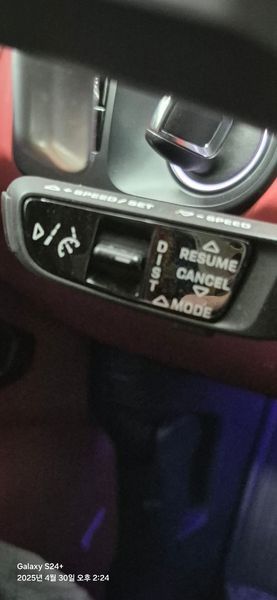 + SPEED/SET
- SPEED
DIST
RESUME
CANCEL
MODE
Galaxy S24+
2025년 4월 30일 오후 2:24